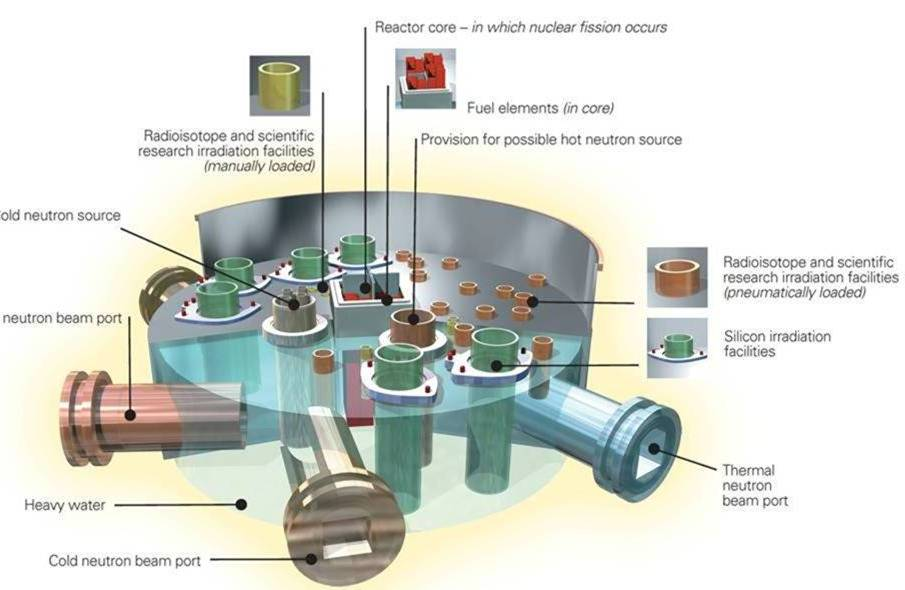 Reactor core – in which nuclear fission occurs
Fuel elements (in core)
Radioisotope and scientific
research irradiation facilities
(manually loaded)
Provision for possible hot neutron source
old neutron source
Radioisotope and scientific
research irradiation facilities
(pneumatically loaded)
neutron beam port
Silicon irradiation
facilities
Thermal
neutron
beam port
Heavy water
Cold neutron beam port